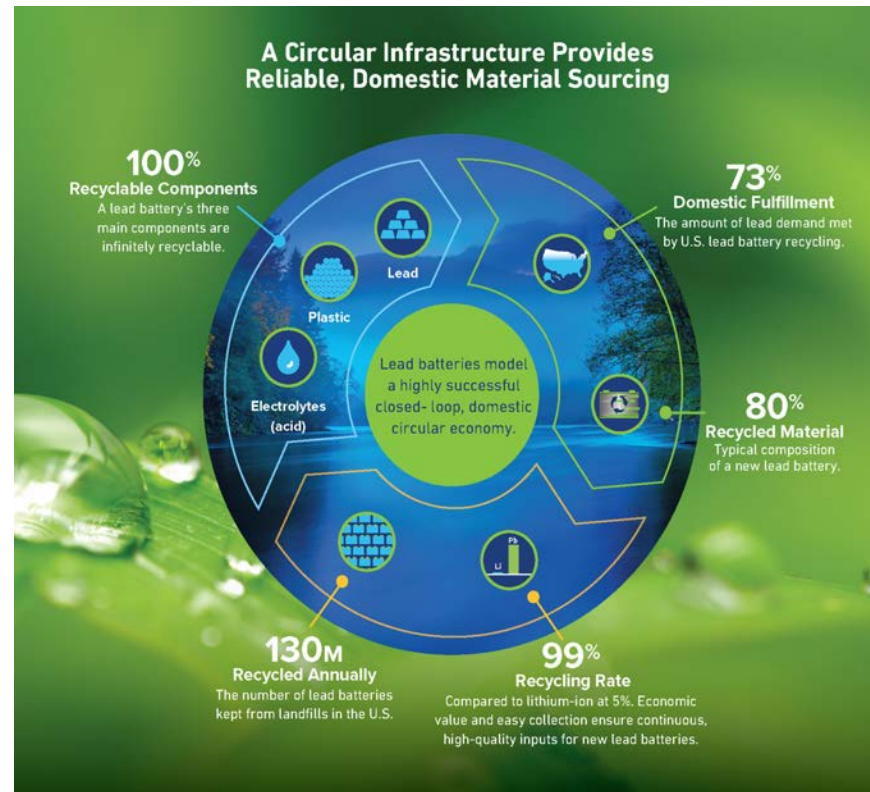 A Circular Infrastructure Provides
Reliable, Domestic Material Sourcing
100%
Recyclable Components
A lead battery's three
main components are
infinitely recyclable.
73%
Domestic Fulfillment
The amount of lead demand met
by U.S. lead battery recycling.
Lead
Plastic
Electrolytes
(acid)
Lead batteries model
a highly successful
closed- loop, domestic
circular economy.
80%
Recycled Material
Typical composition
of a new lead battery.
Pb
Li
130M
Recycled Annually
The number of lead batteries
kept from landfills in the U.S.
99%
Recycling Rate
Compared to lithium-ion at 5%. Economic
value and easy collection ensure continuous,
high-quality inputs for new lead batteries.